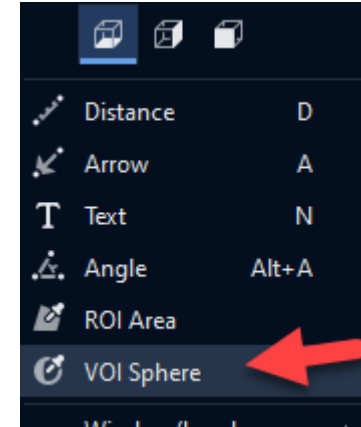 Distance D
Arrow A
Text N
Angle Alt+A
ROI Area
VOI Sphere